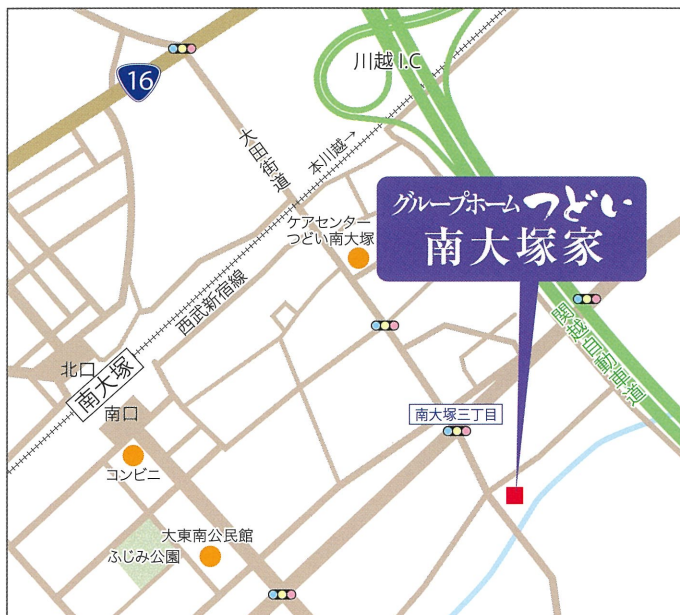 川越 I.C
16
大田街道
本川越→
グループホームつどい
南大塚家
ケアセンター
つどい南大塚
西武新宿線
関越自動車道
北口
南大塚
南口
南大塚三丁目
コンビニ
大東南公民館
ふじみ公園